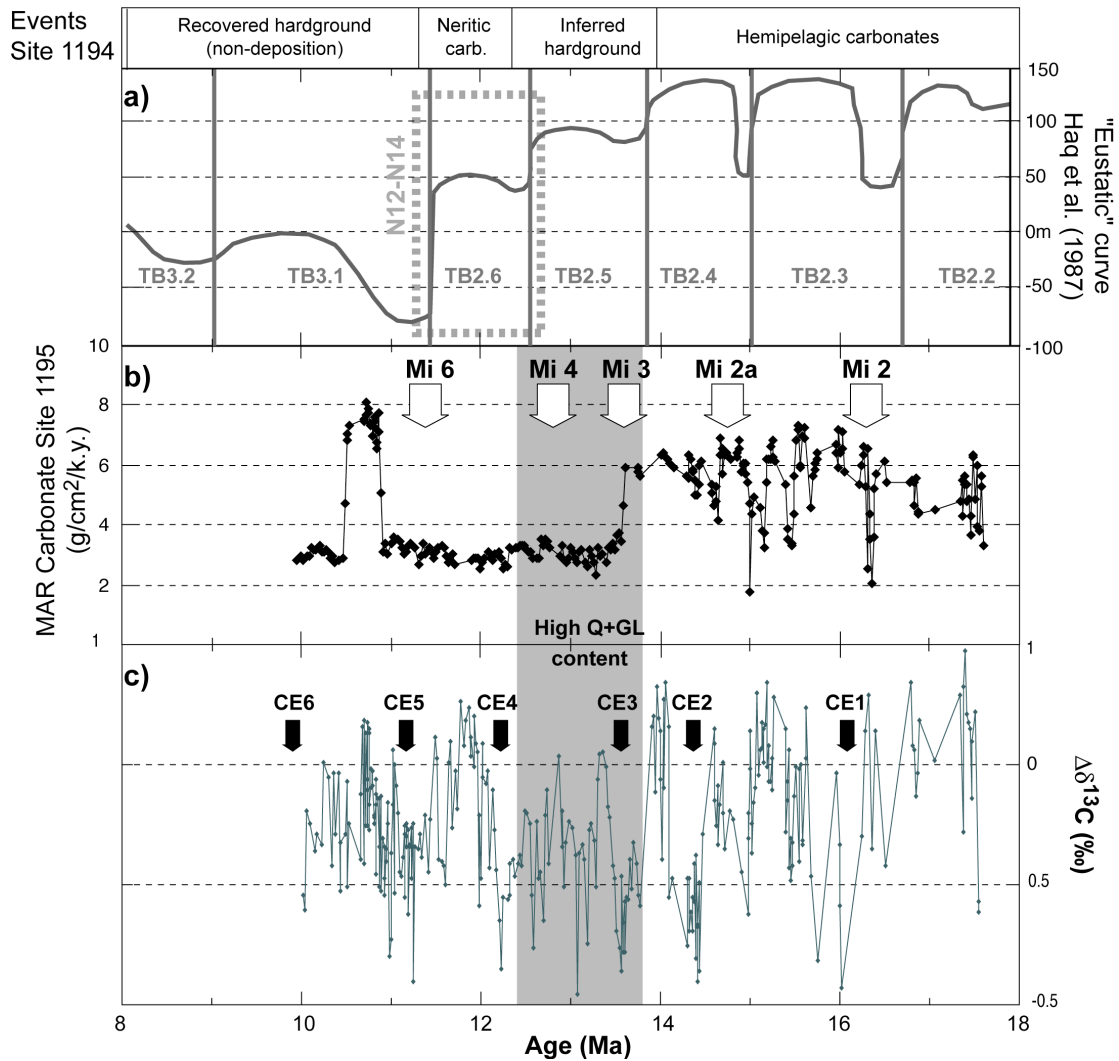 Events
Site 1194
Recovered hardground
(non-deposition)
Neritic
carb.
Inferred
hardground
Hemipelagic carbonates
a)
N12-N14
TB3.2
TB3.1
TB2.6
TB2.5
TB2.4
TB2.3
TB2.2
150
100
50
0m
-50
-100
"Eustatic" curve
Haq et al. (1987)
b)
Mi 6
Mi 4
Mi 3
Mi 2a
Mi 2
10
8
6
4
2
1
MAR Carbonate Site 1195
(g/cm²/k.y.)
High Q+GL
content
c)
CE6
CE5
CE4
CE3
CE2
CE1
1
0
0.5
-0.5
Δδ¹³C (‰)
8
10
12
14
16
18
Age (Ma)